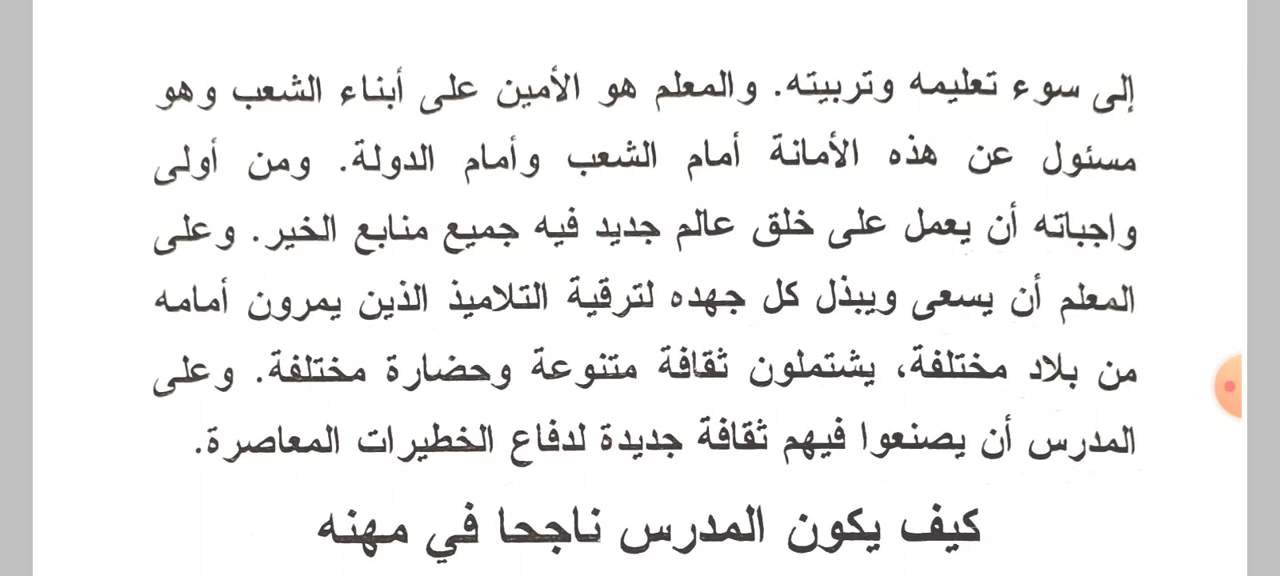 إلى سوء تعليمه وتربيته. والمعلم هو الأمين على أبناء الشعب وهو
مسئول عن هذه الأمانة أمام الشعب وأمام الدولة. ومن أولى
واجباته أن يعمل على خلق عالم جديد فيه جميع منابع الخير. وعلى
المعلم أن يسعى ويبذل كل جهده لترقية التلاميذ الذين يمرون أمامه
من بلاد مختلفة، يشتملون ثقافة متنوعة وحضارة مختلفة. وعلى
المدرس أن يصنعوا فيهم ثقافة جديدة لدفاع الخطيرات المعاصرة.
كيف يكون المدرس ناجحا في مهنه